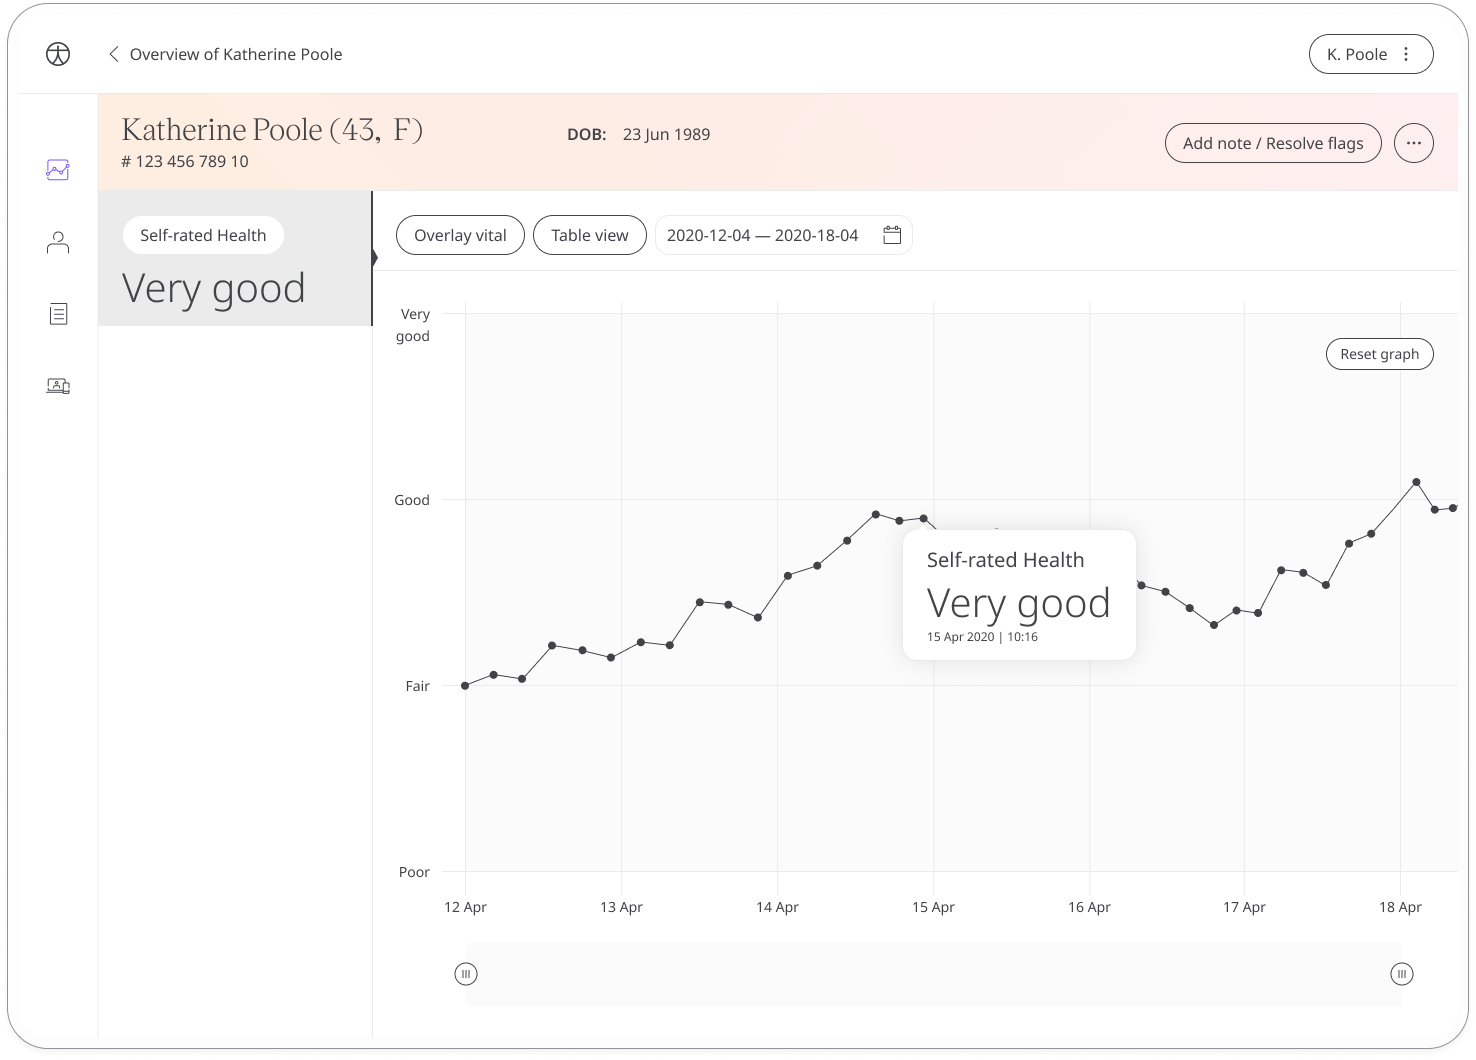 Overview of Katherine Poole
K. Poole
Katherine Poole (43, F)
# 123 456 789 10
DOB: 23 Jun 1989
Add note / Resolve flags
Self-rated Health
Very good
Overlay vital
Table view
2020-12-04 — 2020-18-04
Very
good
Reset graph
Good
Self-rated Health
Very good
15 Apr 2020 | 10:16
Fair
Poor
12 Apr
13 Apr
14 Apr
15 Apr
16 Apr
17 Apr
18 Apr